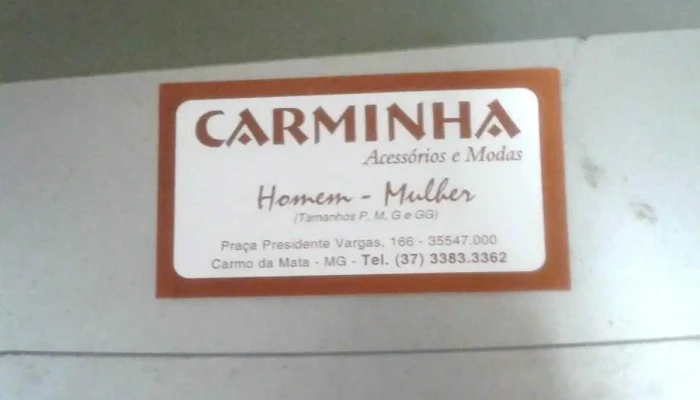 CARMINHA
Acessórios e Modas
Homem - Mulher
(Tamanhos P, M, G e GG)
Praça Presidente Vargas, 166 - 35547.000
Carmo da Mata - MG - Tel. (37) 3383.3362